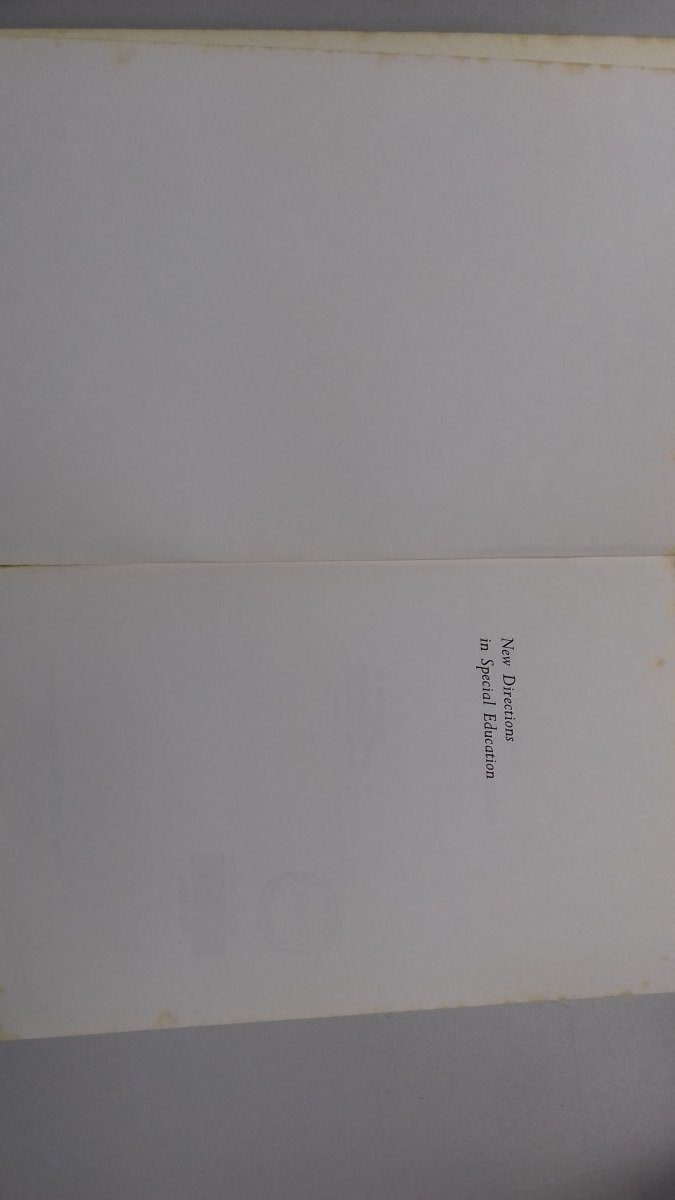 New Directions
in Special Education